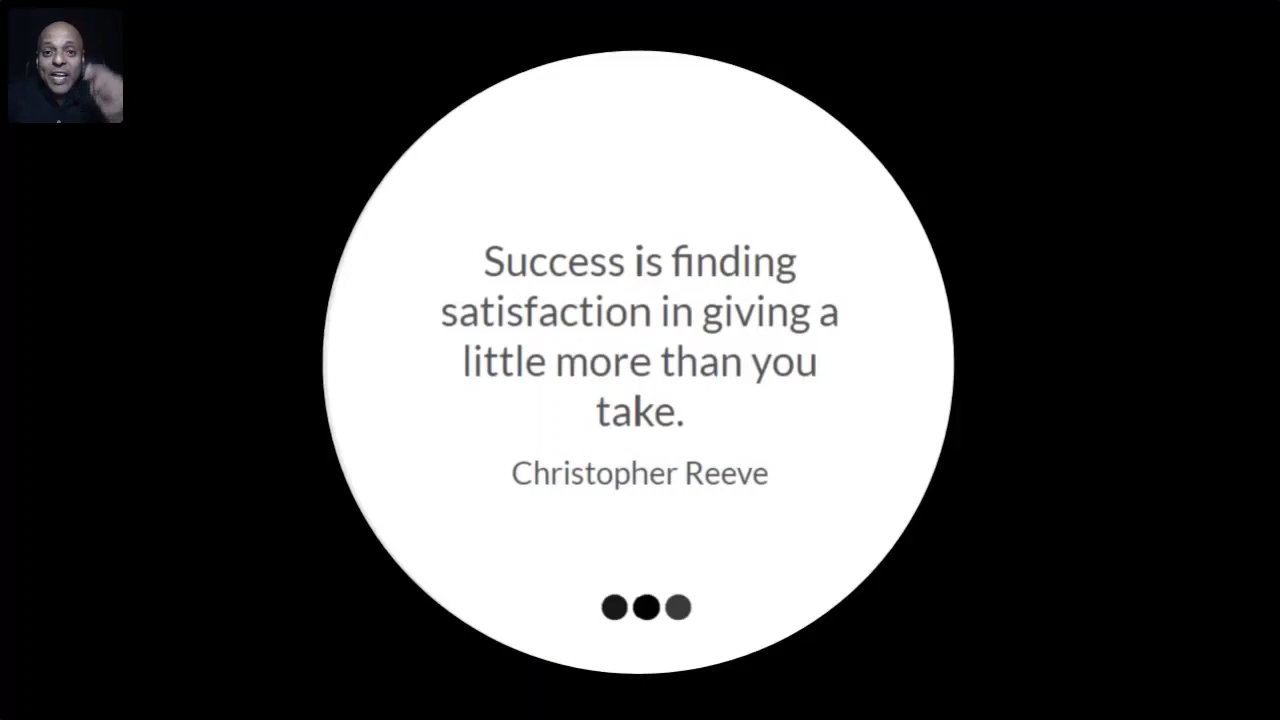 Success is finding
satisfaction in giving a
little more than you
take.
Christopher Reeve